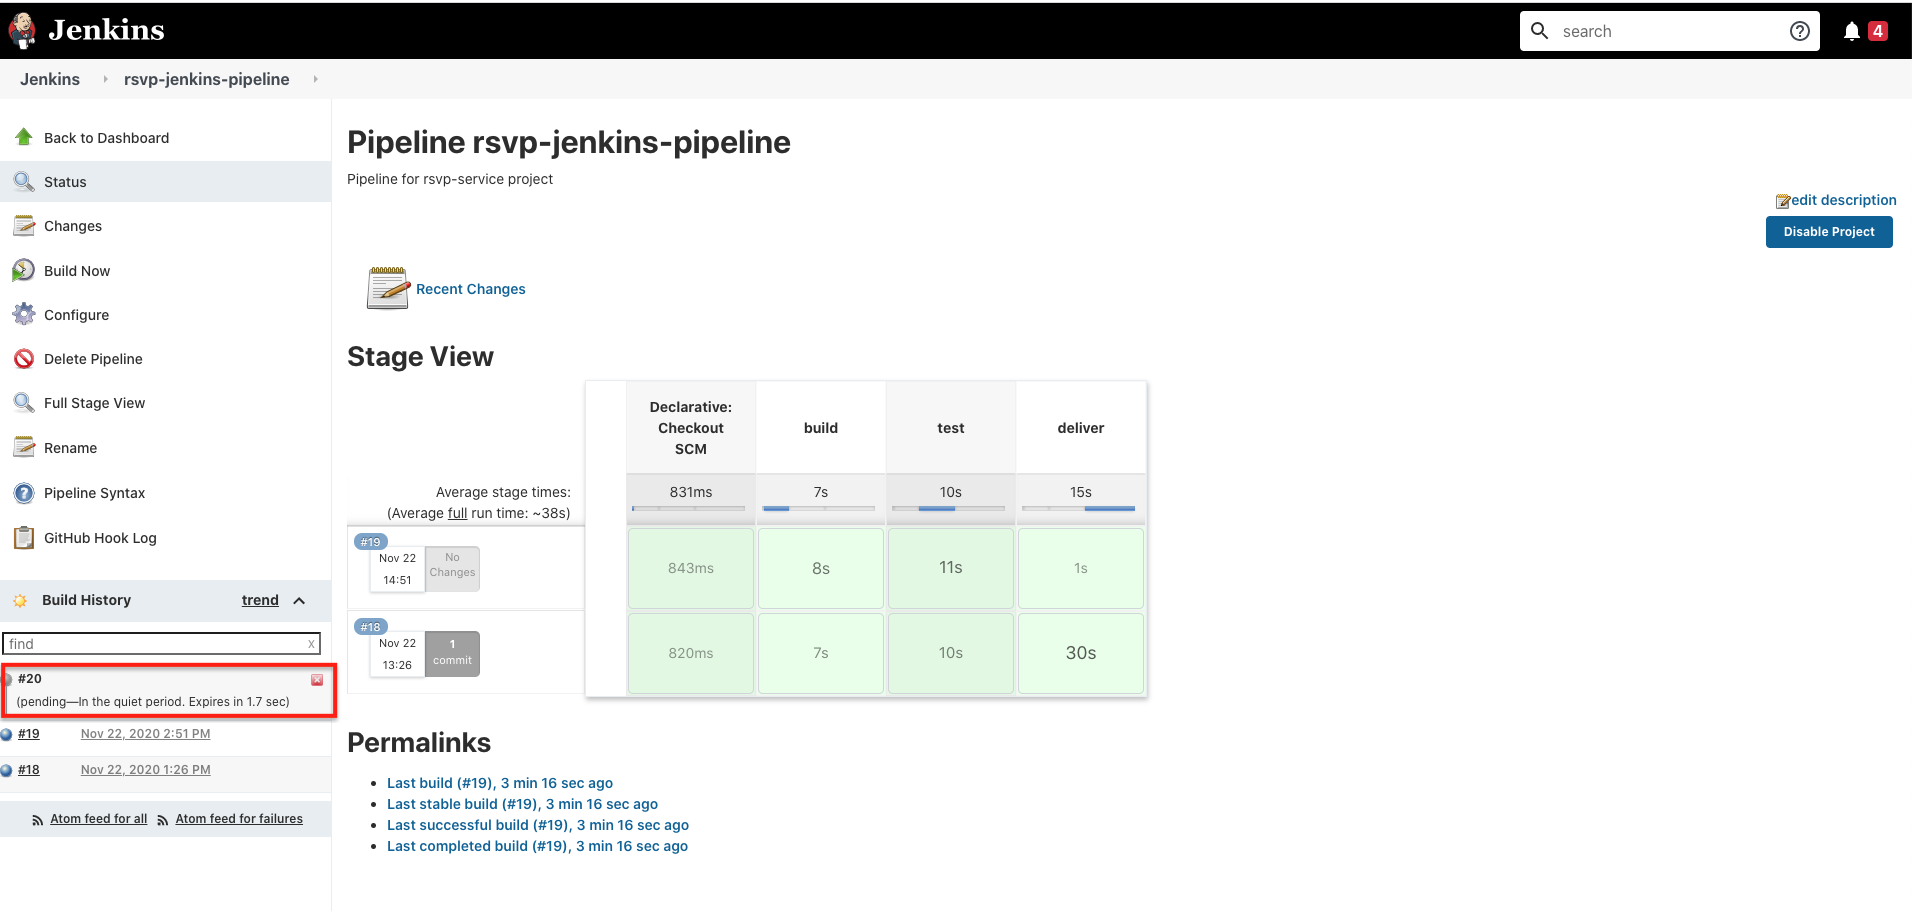 Jenkins
search
4
Jenkins
rsvp-jenkins-pipeline
Back to Dashboard
Status
Changes
Build Now
Configure
Delete Pipeline
Full Stage View
Rename
Pipeline Syntax
GitHub Hook Log
Build History
trend
find
x
#20
(pending—In the quiet period. Expires in 1.7 sec)
#19 Nov 22, 2020 2:51 PM
#18 Nov 22, 2020 1:26 PM
Atom feed for all Atom feed for failures
Pipeline rsvp-jenkins-pipeline
Pipeline for rsvp-service project
edit description
Disable Project
Recent Changes
Stage View
Declarative:
Checkout
SCM
build
test
deliver
Average stage times:
(Average full run time: ~38s)
831ms
7s
10s
15s
#19
Nov 22
14:51
No
Changes
843ms
8s
11s
1s
#18
Nov 22
13:26
1
commit
820ms
7s
10s
30s
Permalinks
Last build (#19), 3 min 16 sec ago
Last stable build (#19), 3 min 16 sec ago
Last successful build (#19), 3 min 16 sec ago
Last completed build (#19), 3 min 16 sec ago